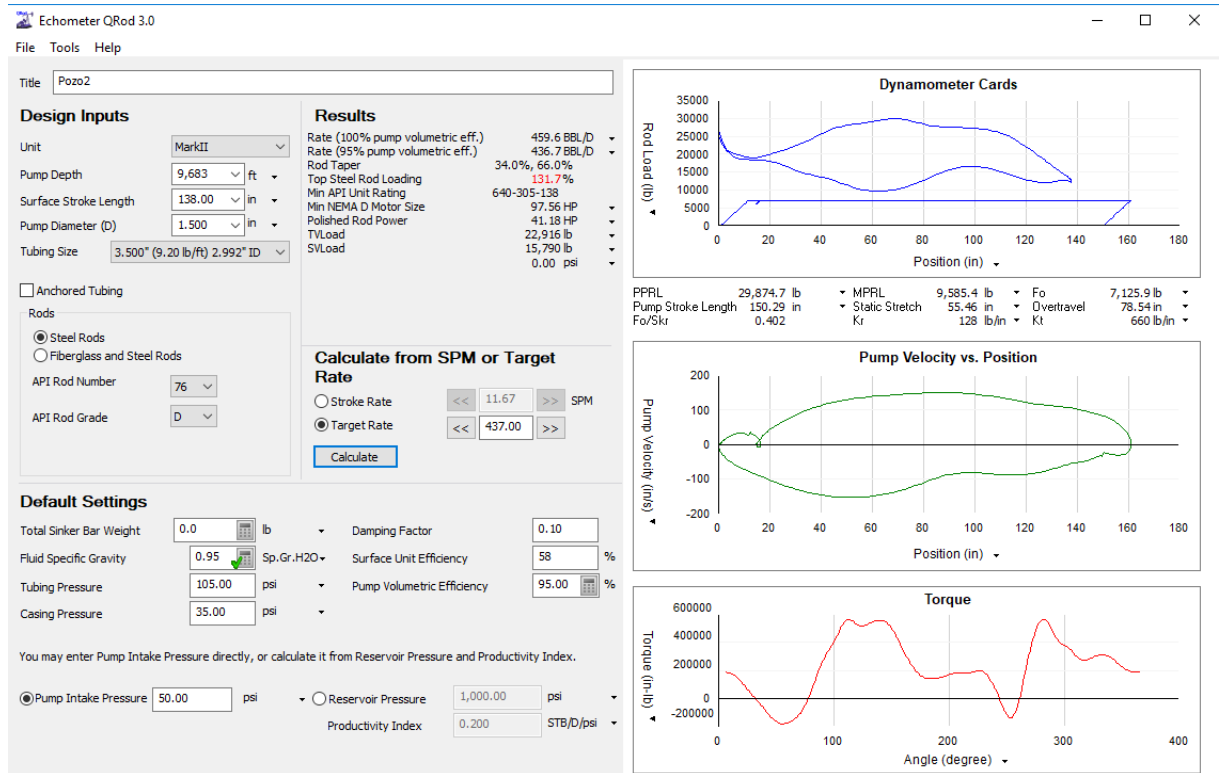 Echometer QRod 3.0
File Tools Help
Title Pozo2
Design Inputs
Unit MarkII
Pump Depth 9,683 ft
Surface Stroke Length 138.00 in
Pump Diameter (D) 1.500 in
Tubing Size 3.500" (9.20 lb/ft) 2.992" ID
Anchored Tubing
Rods
Steel Rods
Fiberglass and Steel Rods
API Rod Number 76
API Rod Grade D
Results
Rate (100% pump volumetric eff.) 459.6 BBL/D
Rate (95% pump volumetric eff.) 436.7 BBL/D
Rod Taper 34.0%, 66.0%
Top Steel Rod Loading 131.7%
Min API Unit Rating 640-305-138
Min NEMA D Motor Size 97.56 HP
Polished Rod Power 41.18 HP
TVLoad 22,916 lb
SVLoad 15,790 lb
0.00 psi
Calculate from SPM or Target
Rate
Stroke Rate << 11.67 >> SPM
Target Rate << 437.00 >>
Calculate
Default Settings
Total Sinker Bar Weight 0.0 lb
Fluid Specific Gravity 0.95 Sp.Gr.H2O
Tubing Pressure 105.00 psi
Casing Pressure 35.00 psi
Damping Factor 0.10
Surface Unit Efficiency 58 %
Pump Volumetric Efficiency 95.00 %
You may enter Pump Intake Pressure directly, or calculate it from Reservoir Pressure and Productivity Index.
Pump Intake Pressure 50.00 psi
Reservoir Pressure 1,000.00 psi
Productivity Index 0.200 STB/D/psi
Dynamometer Cards
Rod Load (lb)
35000
30000
25000
20000
15000
10000
5000
0
0 20 40 60 80 100 120 140 160 180
Position (in)
PPRL 29,874.7 lb MPRL 9,585.4 lb Fo 7,125.9 lb
Pump Stroke Length 150.29 in Static Stretch 55.46 in Overtravel 78.54 in
Fo/Skr 0.402 Kr 128 lb/in Kt 660 lb/in
Pump Velocity vs. Position
Pump Velocity (in/s)
200
100
0
-100
-200
0 20 40 60 80 100 120 140 160 180
Position (in)
Torque
Torque (in-lb)
600000
400000
200000
0
-200000
0 100 200 300 400
Angle (degree)